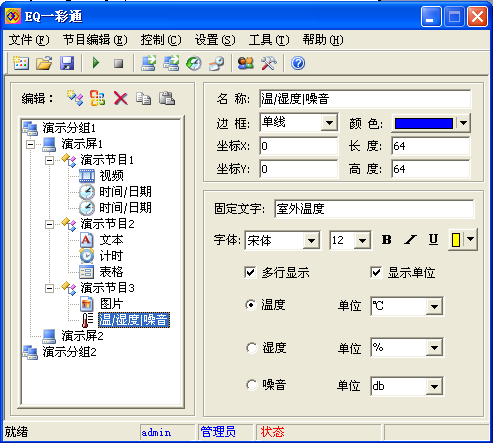 EQ一彩通
文件(F) 节目编辑(E) 控制(C) 设置(S) 工具(T) 帮助(H)
编辑:
演示分组1
演示屏1
演示节目1
视频
时间/日期
时间/日期
演示节目2
文本
计时
表格
演示节目3
图片
温/湿度|噪音
演示屏2
演示分组2
名 称: 温/湿度|噪音
边 框: 单线 颜 色:
坐标X: 0 长 度: 64
坐标Y: 0 高 度: 64
固定文字: 室外温度
字体: 宋体 12 B I U
多行显示 显示单位
温度 单位 ℃
湿度 单位 %
噪音 单位 db
就绪 admin 管理员 状态